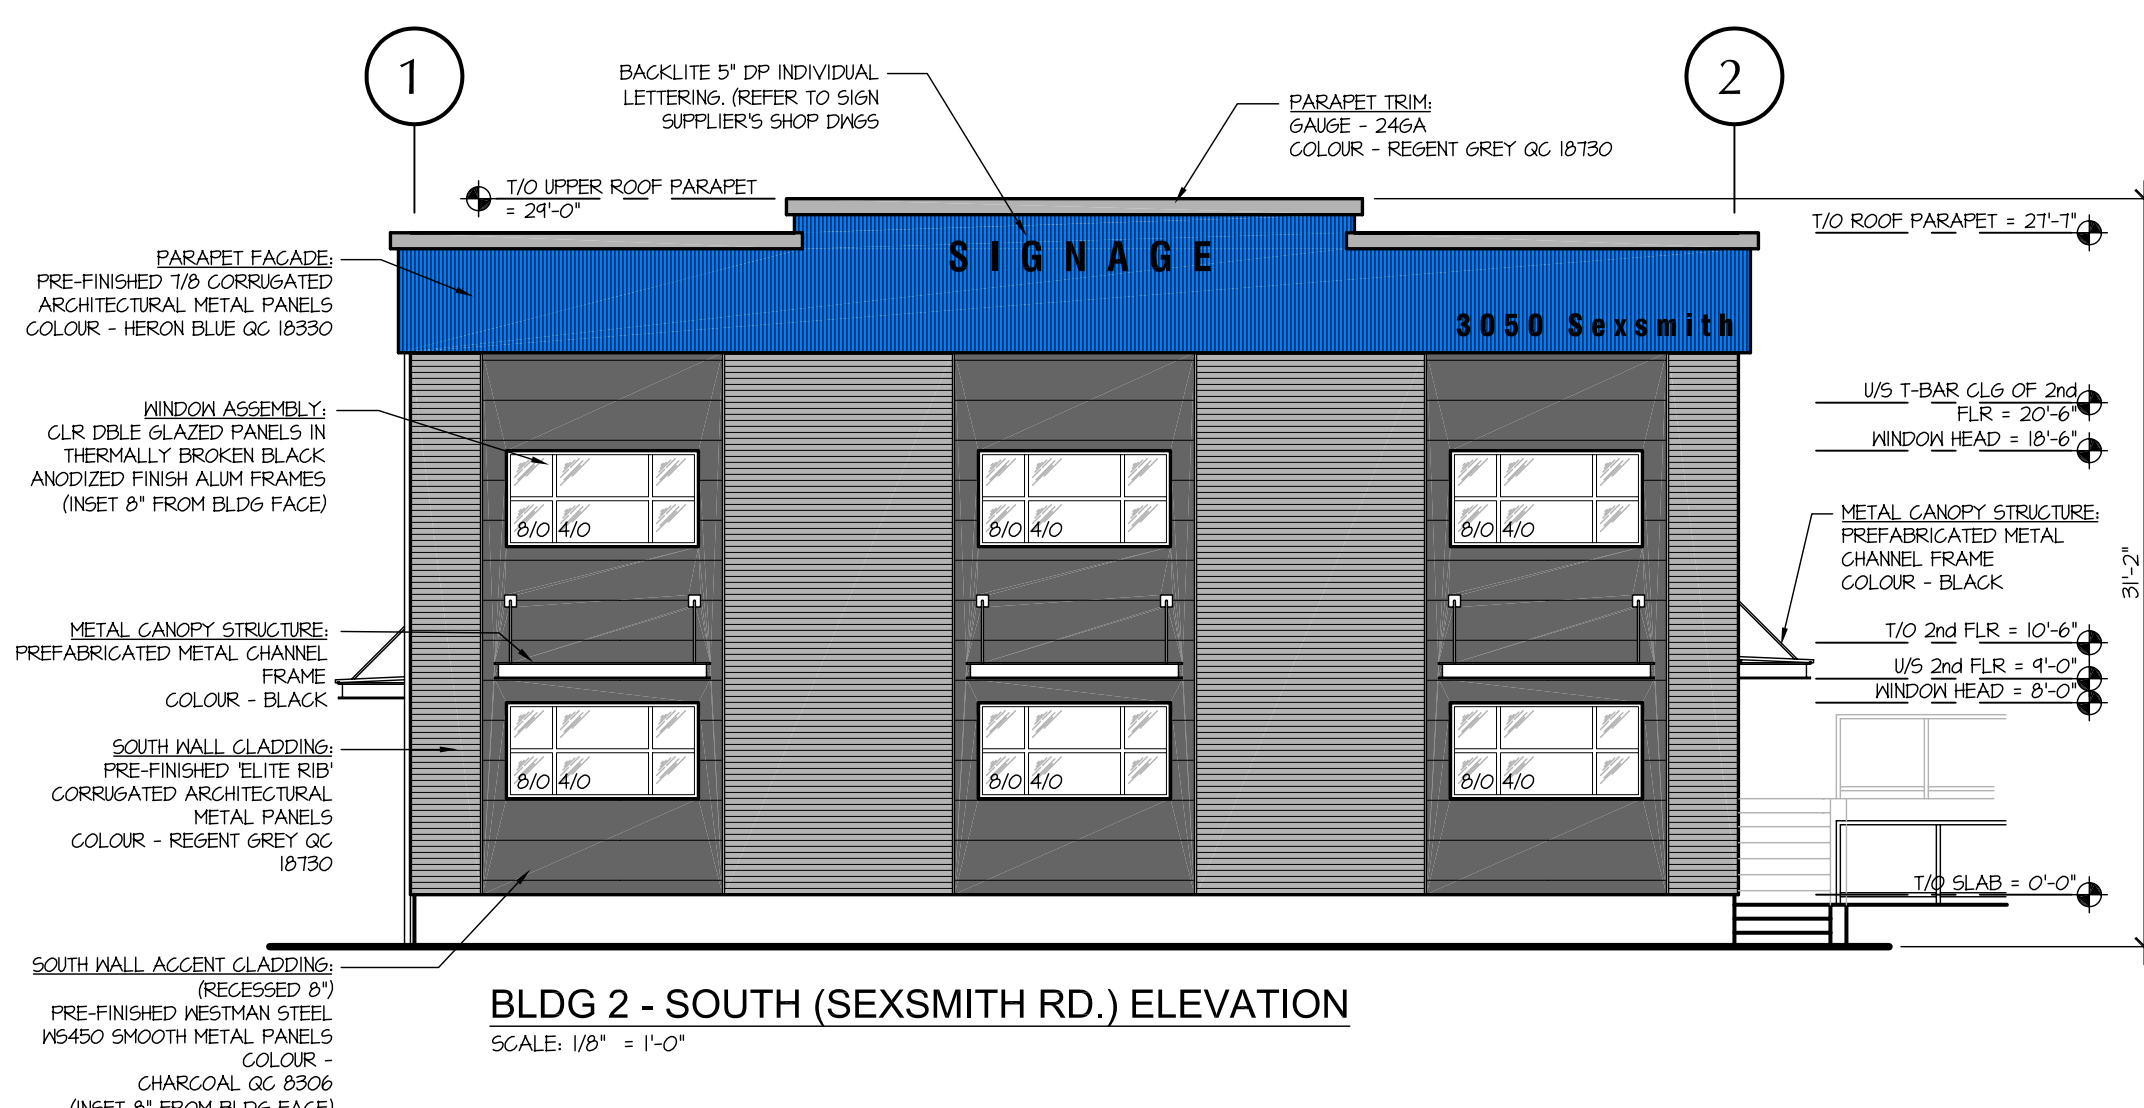 1
2
BACKLITE 5" DP INDIVIDUAL
LETTERING. (REFER TO SIGN
SUPPLIER'S SHOP DWGS
PARAPET TRIM:
GAUGE - 24GA
COLOUR - REGENT GREY QC 18730
T/O UPPER ROOF PARAPET
= 29'-0"
T/O ROOF PARAPET = 27'-7"
SIGNAGE
3050 Sexsmith
PARAPET FACADE:
PRE-FINISHED 7/8 CORRUGATED
ARCHITECTURAL METAL PANELS
COLOUR - HERON BLUE QC 18330
WINDOW ASSEMBLY:
CLR DBLE GLAZED PANELS IN
THERMALLY BROKEN BLACK
ANODIZED FINISH ALUM FRAMES
(INSET 8" FROM BLDG FACE)
U/S T-BAR CLG OF 2nd
FLR = 20'-6"
WINDOW HEAD = 18'-6"
8/0 4/0
8/0 4/0
8/0 4/0
METAL CANOPY STRUCTURE:
PREFABRICATED METAL
CHANNEL FRAME
COLOUR - BLACK
31'-2"
METAL CANOPY STRUCTURE:
PREFABRICATED METAL CHANNEL
FRAME
COLOUR - BLACK
T/O 2nd FLR = 10'-6"
U/S 2nd FLR = 9'-0"
WINDOW HEAD = 8'-0"
8/0 4/0
8/0 4/0
8/0 4/0
SOUTH WALL CLADDING:
PRE-FINISHED 'ELITE RIB'
CORRUGATED ARCHITECTURAL
METAL PANELS
COLOUR - REGENT GREY QC
18730
T/O SLAB = 0'-0"
SOUTH WALL ACCENT CLADDING:
(RECESSED 8")
PRE-FINISHED WESTMAN STEEL
WS450 SMOOTH METAL PANELS
COLOUR -
CHARCOAL QC 8306
(INSET 8" FROM BLDG FACE)
BLDG 2 - SOUTH (SEXSMITH RD.) ELEVATION
SCALE: 1/8" = 1'-0"